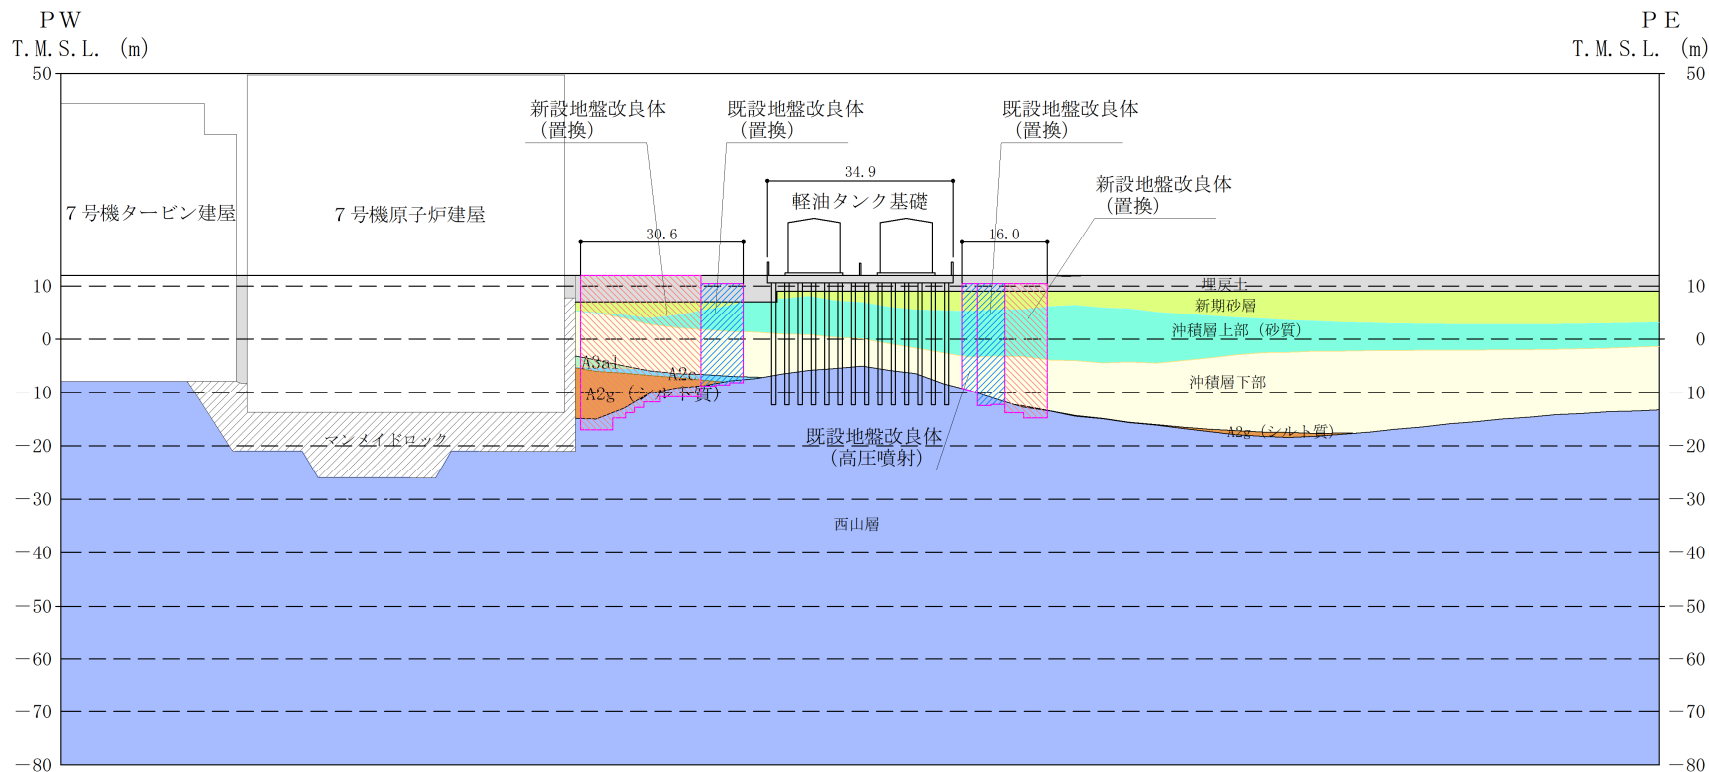 ＰＷ
ＰＥ
T.M.S.L. (m)
T.M.S.L. (m)
50
50
新設地盤改良体
（置換）
既設地盤改良体
（置換）
既設地盤改良体
（置換）
34.9
新設地盤改良体
（置換）
軽油タンク基礎
７号機タービン建屋
７号機原子炉建屋
30.6
16.0
10
埋戻土
10
新期砂層
沖積層上部（砂質）
0
0
A3al
A2c
沖積層下部
10
A2g（シルト質）
－10
A2g（シルト質）
既設地盤改良体
（高圧噴射）
マンメイドロック
－20
－20
－30
－30
西山層
－40
－40
－50
－50
－60
－60
－70
－70
－80
－80